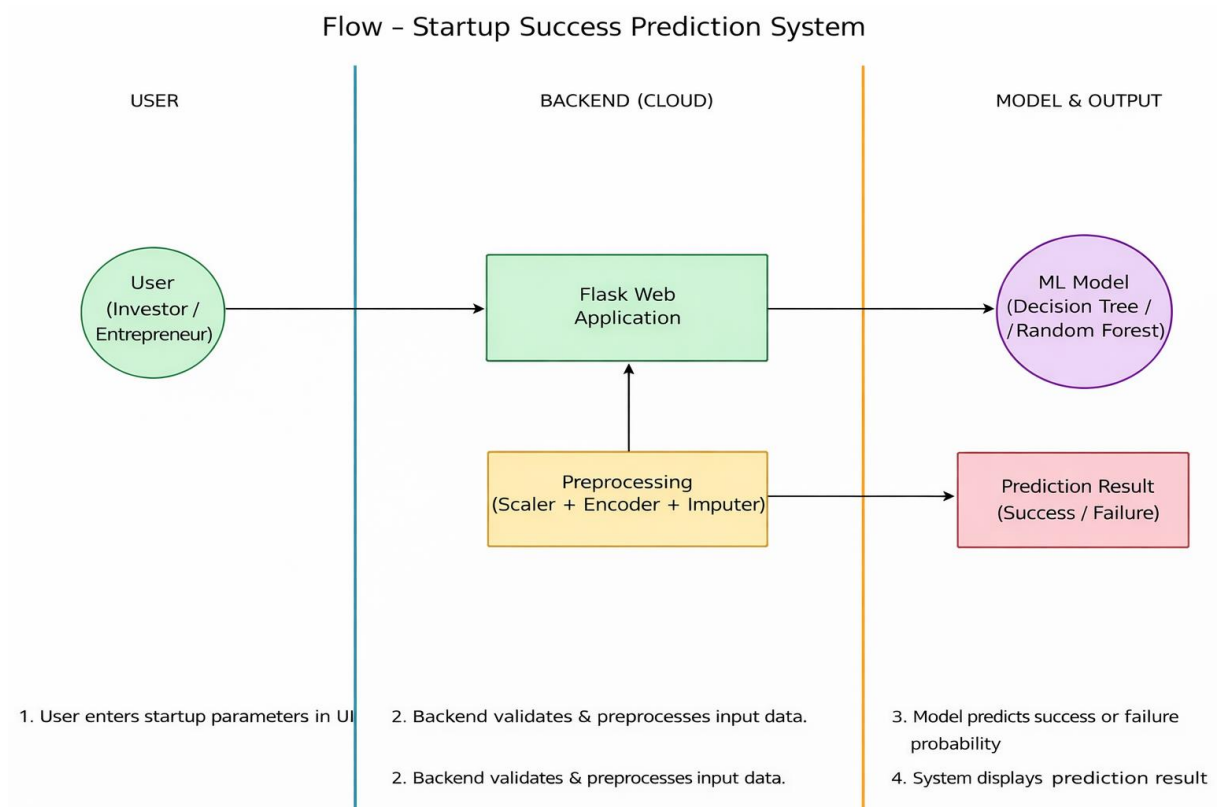 Flow – Startup Success Prediction System
USER
BACKEND (CLOUD)
MODEL & OUTPUT
User
(Investor /
Entrepreneur)
Flask Web
Application
ML Model
(Decision Tree /
/Random Forest)
Preprocessing
(Scaler + Encoder + Imputer)
Prediction Result
(Success / Failure)
1. User enters startup parameters in UI
2. Backend validates & preprocesses input data.
2. Backend validates & preprocesses input data.
3. Model predicts success or failure
probability
4. System displays prediction result